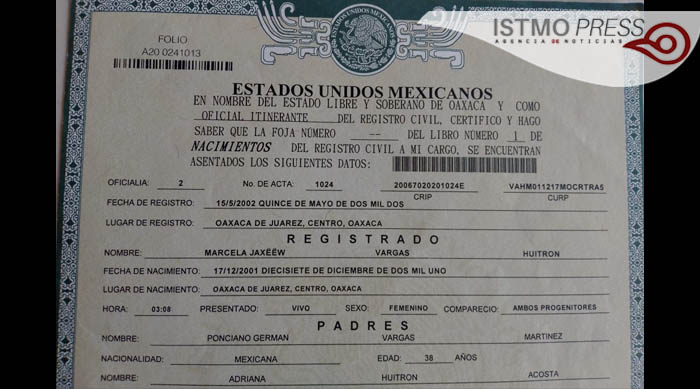 ISTMO PRESS
AGENCIA DE NOTICIAS
ESTADOS UNIDOS MEXICANOS
FOLIO
A20 0241013
ESTADOS UNIDOS MEXICANOS
EN NOMBRE DEL ESTADO LIBRE Y SOBERANO DE OAXACA Y COMO
OFICIAL ITINERANTE DEL REGISTRO CIVIL, CERTIFICO Y HAGO
SABER QUE LA FOJA NÚMERO -- DEL LIBRO NÚMERO 1 DE
NACIMIENTOS DEL REGISTRO CIVIL A MI CARGO, SE ENCUENTRAN
ASENTADOS LOS SIGUIENTES DATOS:
OFICIALIA: 2 No. DE ACTA: 1024 20067020201024E VAHM011217MOCRTRA5
CRIP CURP
FECHA DE REGISTRO: 15/5/2002 QUINCE DE MAYO DE DOS MIL DOS
LUGAR DE REGISTRO: OAXACA DE JUAREZ, CENTRO, OAXACA
REGISTRADO
NOMBRE: MARCELA JAXËËW VARGAS HUITRON
FECHA DE NACIMIENTO: 17/12/2001 DIECISIETE DE DICIEMBRE DE DOS MIL UNO
LUGAR DE NACIMIENTO: OAXACA DE JUAREZ, CENTRO, OAXACA
HORA: 03:08 PRESENTADO: VIVO SEXO: FEMENINO COMPARECIO: AMBOS PROGENITORES
PADRES
NOMBRE: PONCIANO GERMAN VARGAS MARTINEZ
NACIONALIDAD: MEXICANA EDAD: 38 AÑOS
NOMBRE: ADRIANA HUITRON ACOSTA